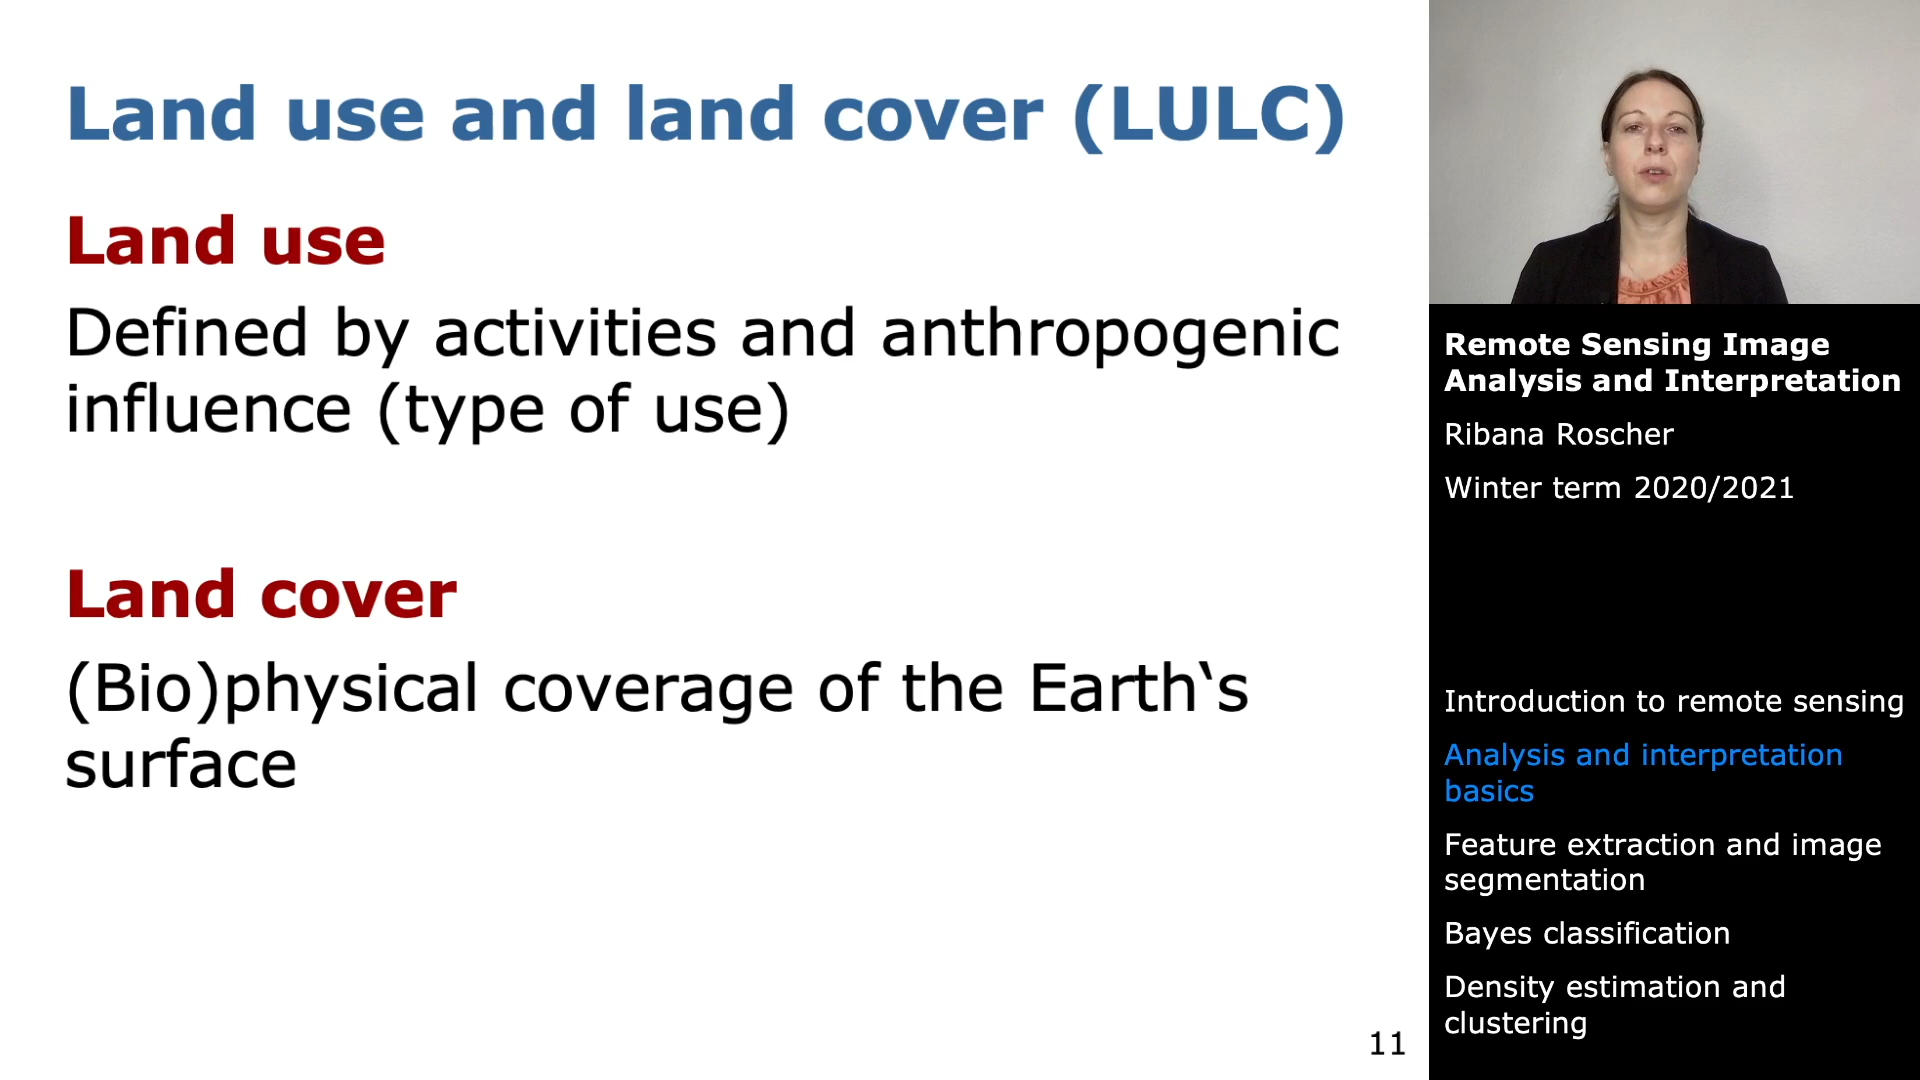 Land use and land cover (LULC)
Land use
Defined by activities and anthropogenic
influence (type of use)
Land cover
(Bio)physical coverage of the Earth‘s
surface
11
Remote Sensing Image
Analysis and Interpretation
Ribana Roscher
Winter term 2020/2021
Introduction to remote sensing
Analysis and interpretation
basics
Feature extraction and image
segmentation
Bayes classification
Density estimation and
clustering